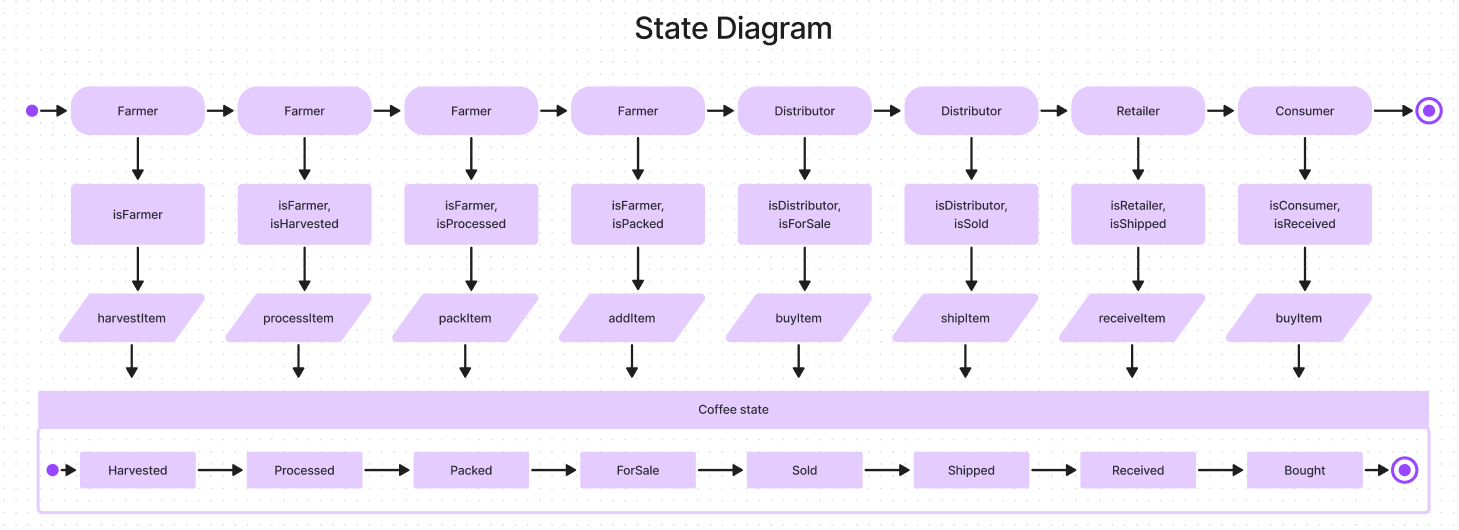 State Diagram
Farmer
Farmer
Farmer
Farmer
Distributor
Distributor
Retailer
Consumer
isFarmer
isFarmer,
isHarvested
isFarmer,
isProcessed
isFarmer,
isPacked
isDistributor,
isForSale
isDistributor,
isSold
isRetailer,
isShipped
isConsumer,
isReceived
harvestItem
processItem
packItem
addItem
buyItem
shipItem
receiveItem
buyItem
Coffee state
Harvested
Processed
Packed
ForSale
Sold
Shipped
Received
Bought